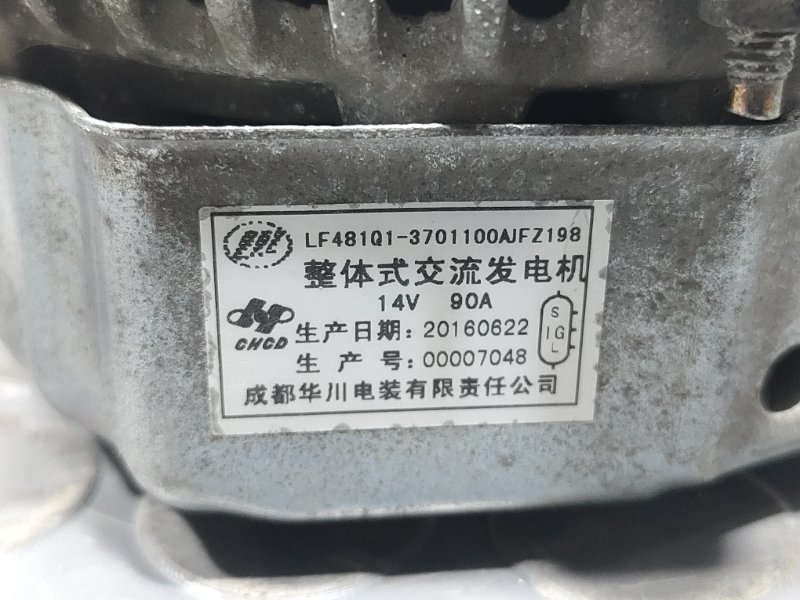 LF481Q1-3701100AJFZ198
整体式交流发电机
14V 90A
CHCD
生产日期: 20160622
生 产 号: 00007048
S
IG
L
成都华川电装有限责任公司